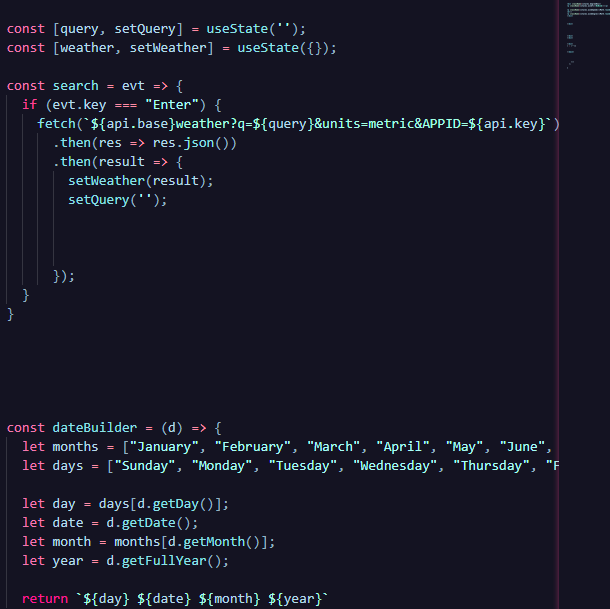 const [query, setQuery] = useState('');
const [weather, setWeather] = useState({});
const search = evt => {
if (evt.key === "Enter") {
fetch(`${api.base}weather?q=${query}&units=metric&APPID=${api.key}`)
.then(res => res.json())
.then(result => {
setWeather(result);
setQuery('');
});
}
}
const dateBuilder = (d) => {
let months = ["January", "February", "March", "April", "May", "June",
let days = ["Sunday", "Monday", "Tuesday", "Wednesday", "Thursday", "F
let day = days[d.getDay()];
let date = d.getDate();
let month = months[d.getMonth()];
let year = d.getFullYear();
return `${day} ${date} ${month} ${year}`